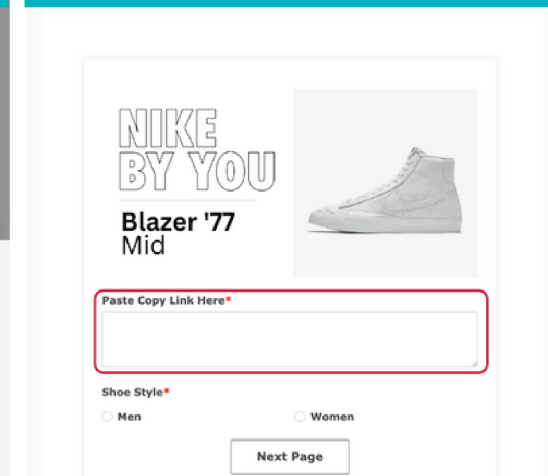 NIKE
BY YOU
Blazer '77
Mid
Paste Copy Link Here*
Shoe Style*
Men
Women
Next Page